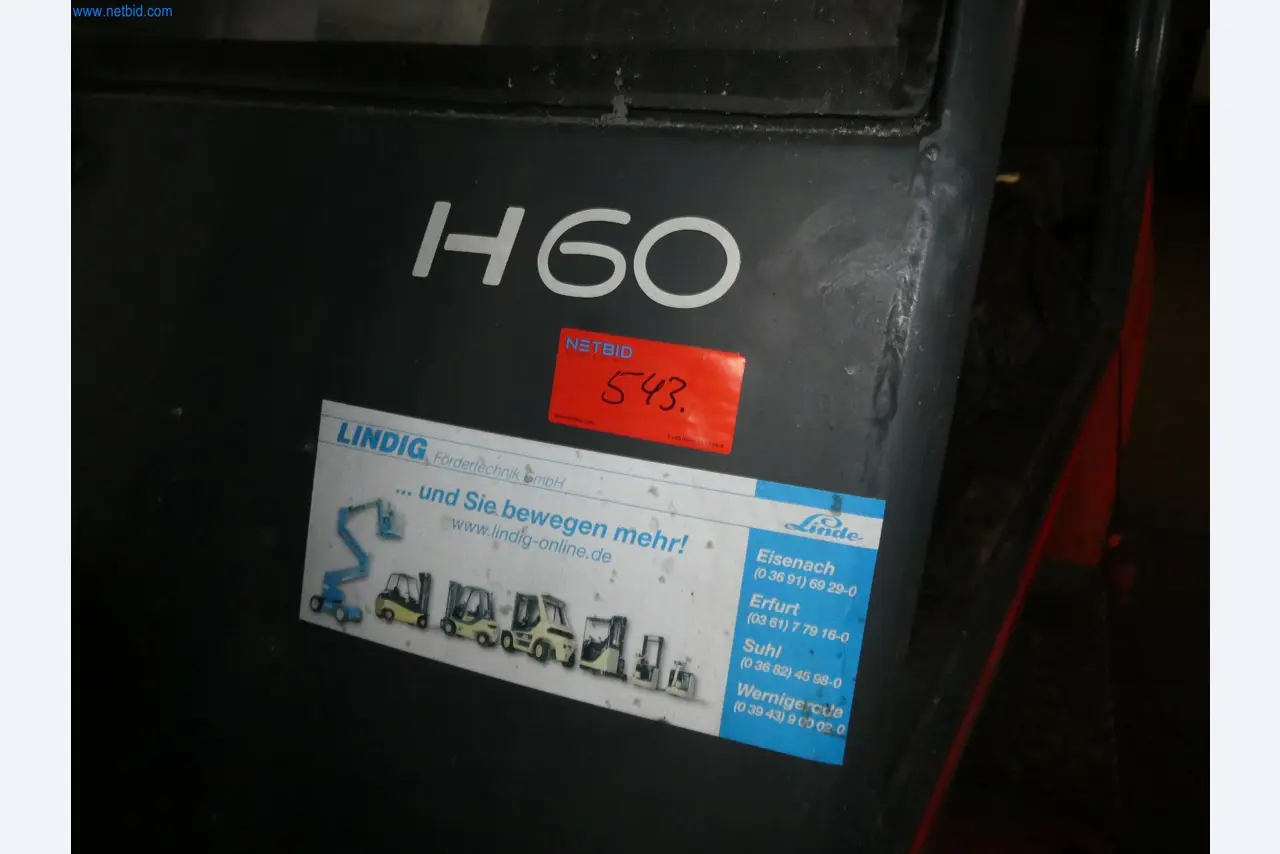 www.netbid.com
H60
NETBID
543.
LINDIG Fördertechnik GmbH
... und Sie bewegen mehr!
www.lindig-online.de
Linde
Eisenach
(0 36 91) 69 29-0
Erfurt
(03 61) 7 79 16-0
Suhl
(0 36 82) 45 98-0
Wernigerode
(0 39 43) 9 00 02-0